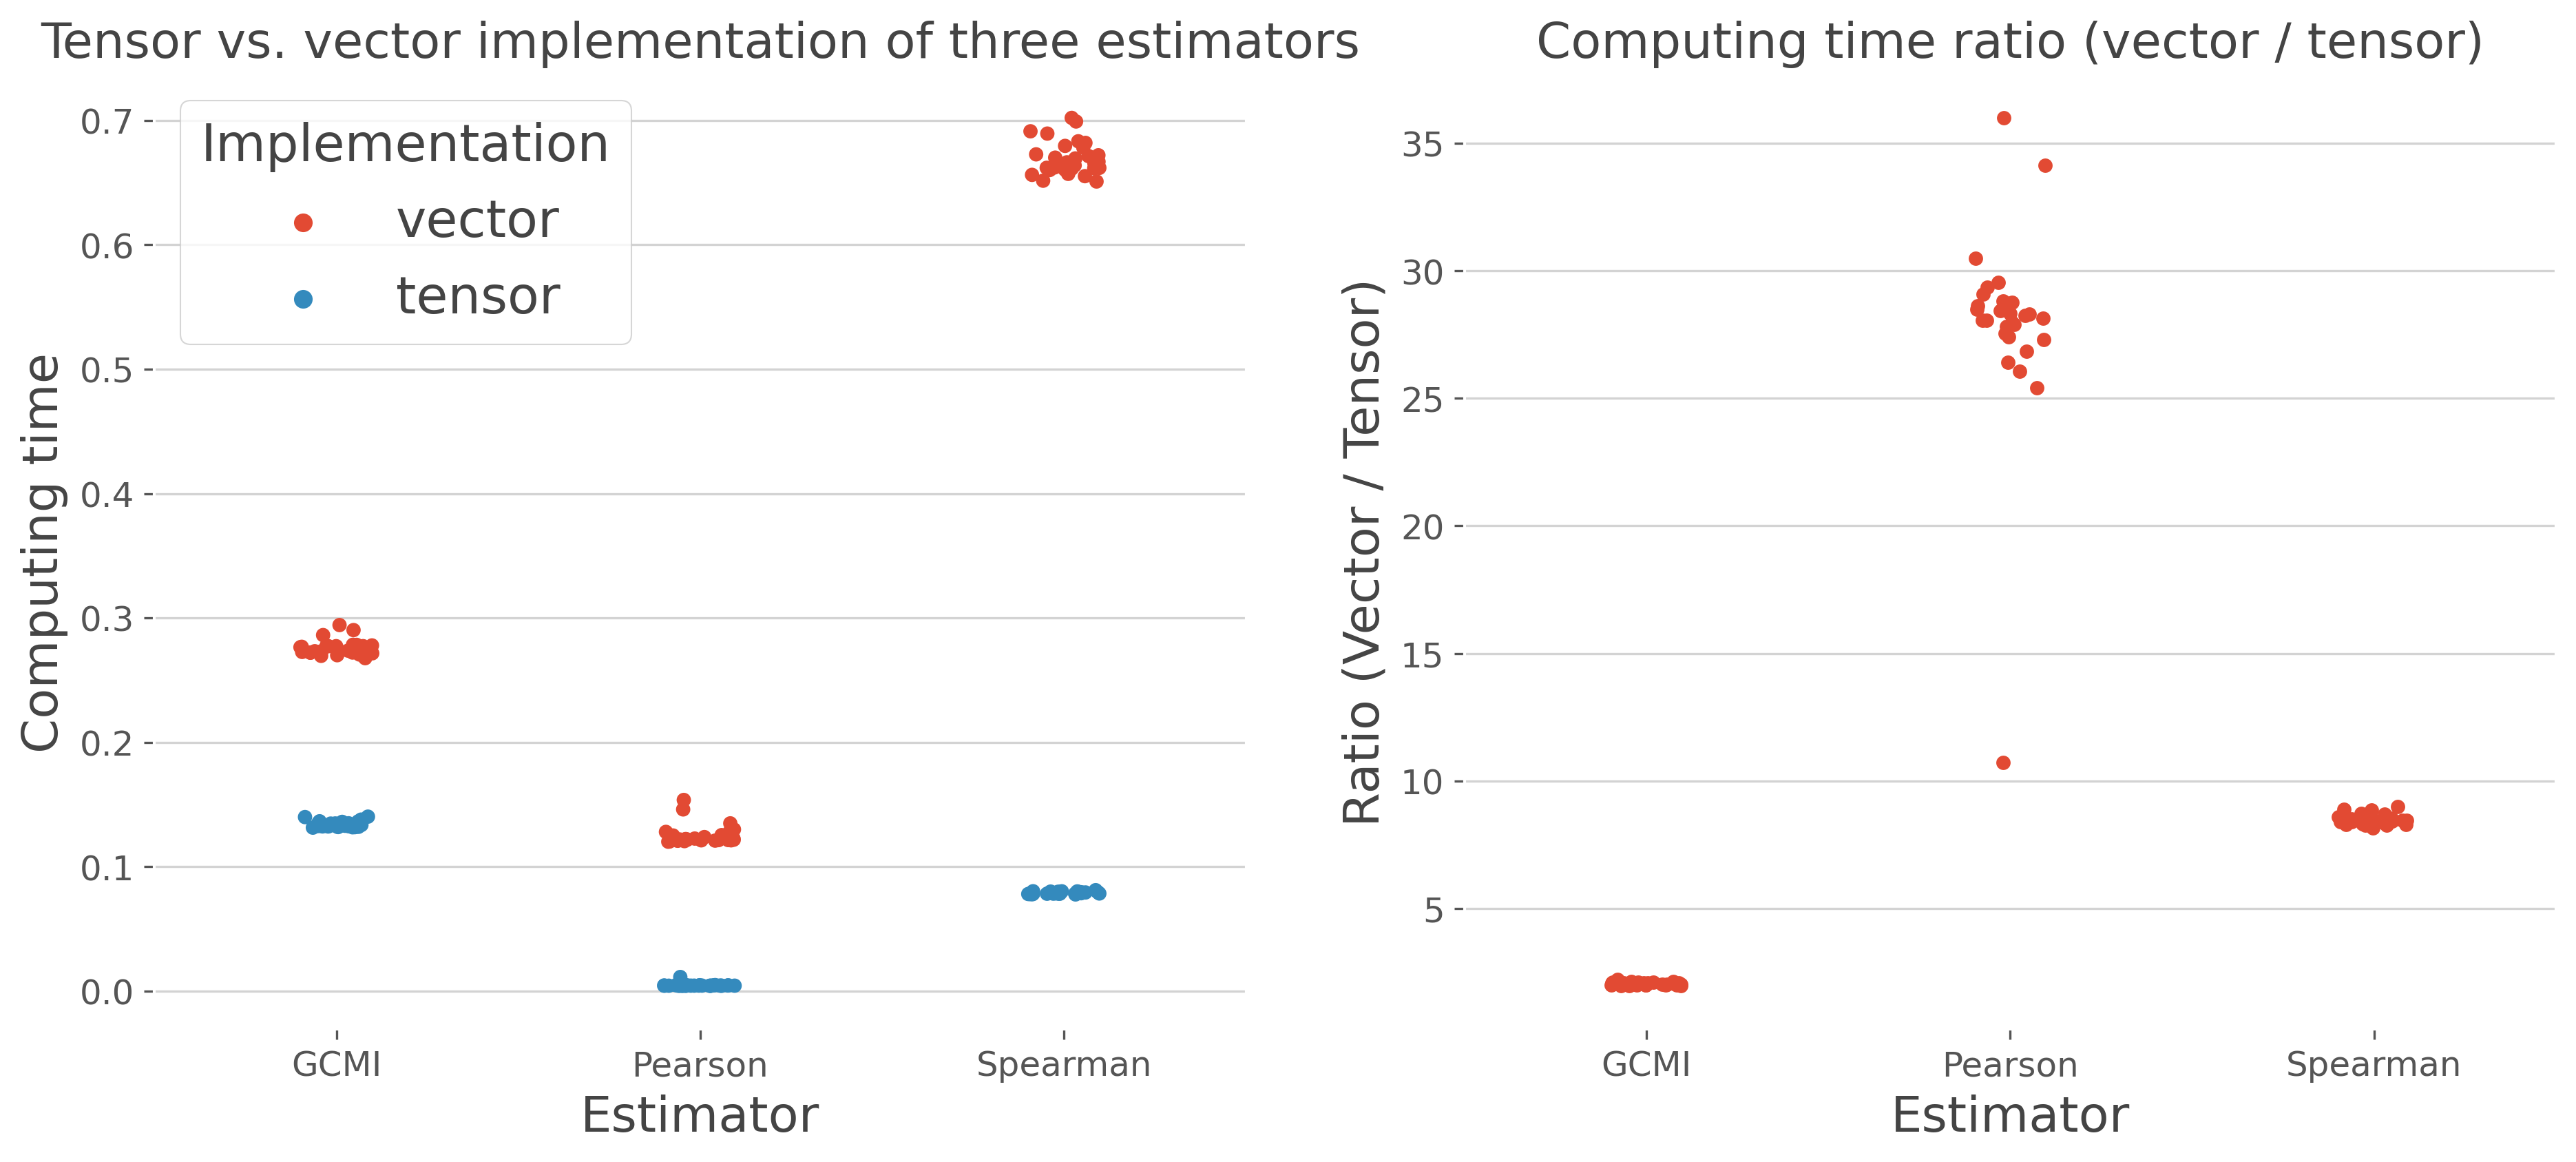 Tensor vs. vector implementation of three estimators
Implementation
vector
tensor
Computing time
0.7
0.6
0.5
0.4
0.3
0.2
0.1
0.0
GCMI
Pearson
Spearman
Estimator
Computing time ratio (vector / tensor)
Ratio (Vector / Tensor)
35
30
25
20
15
10
5
GCMI
Pearson
Spearman
Estimator